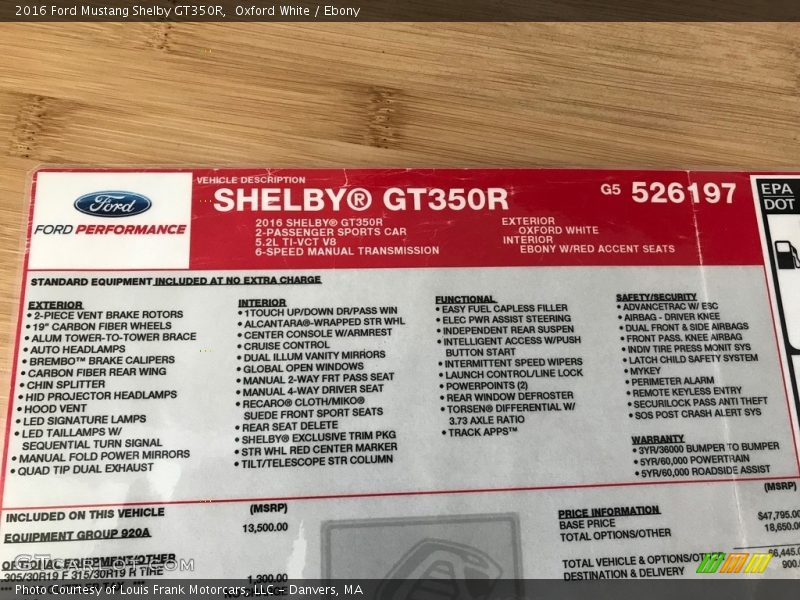 2016 Ford Mustang Shelby GT350R, Oxford White / Ebony
Ford
FORD PERFORMANCE
VEHICLE DESCRIPTION
SHELBY® GT350R
G5 526197
2016 SHELBY® GT350R
2-PASSENGER SPORTS CAR
5.2L TI-VCT V8
6-SPEED MANUAL TRANSMISSION
EXTERIOR
OXFORD WHITE
INTERIOR
EBONY W/RED ACCENT SEATS
EPA
DOT
STANDARD EQUIPMENT INCLUDED AT NO EXTRA CHARGE
EXTERIOR
• 2-PIECE VENT BRAKE ROTORS
• 19" CARBON FIBER WHEELS
• ALUM TOWER-TO-TOWER BRACE
• AUTO HEADLAMPS
• BREMBO™ BRAKE CALIPERS
• CARBON FIBER REAR WING
• CHIN SPLITTER
• HID PROJECTOR HEADLAMPS
• HOOD VENT
• LED SIGNATURE LAMPS
• LED TAILLAMPS W/
SEQUENTIAL TURN SIGNAL
• MANUAL FOLD POWER MIRRORS
• QUAD TIP DUAL EXHAUST
INTERIOR
• 1TOUCH UP/DOWN DR/PASS WIN
• ALCANTARA®-WRAPPED STR WHL
• CENTER CONSOLE W/ARMREST
• CRUISE CONTROL
• DUAL ILLUM VANITY MIRRORS
• GLOBAL OPEN WINDOWS
• MANUAL 2-WAY FRT PASS SEAT
• MANUAL 4-WAY DRIVER SEAT
• RECARO® CLOTH/MIKO®
SUEDE FRONT SPORT SEATS
• REAR SEAT DELETE
• SHELBY® EXCLUSIVE TRIM PKG
• STR WHL RED CENTER MARKER
• TILT/TELESCOPE STR COLUMN
FUNCTIONAL
• EASY FUEL CAPLESS FILLER
• ELEC PWR ASSIST STEERING
• INDEPENDENT REAR SUSPEN
• INTELLIGENT ACCESS W/PUSH
BUTTON START
• INTERMITTENT SPEED WIPERS
• LAUNCH CONTROL/LINE LOCK
• POWERPOINTS (2)
• REAR WINDOW DEFROSTER
• TORSEN® DIFFERENTIAL W/
3.73 AXLE RATIO
• TRACK APPS™
SAFETY/SECURITY
• ADVANCETRAC W/ ESC
• AIRBAG - DRIVER KNEE
• DUAL FRONT & SIDE AIRBAGS
• FRONT PASS. KNEE AIRBAG
• INDIV TIRE PRESS MONIT SYS
• LATCH CHILD SAFETY SYSTEM
• MYKEY
• PERIMETER ALARM
• REMOTE KEYLESS ENTRY
• SECURILOCK PASS ANTI THEFT
• SOS POST CRASH ALERT SYS
WARRANTY
• 3YR/36000 BUMPER TO BUMPER
• 5YR/60,000 POWERTRAIN
• 5YR/60,000 ROADSIDE ASSIST
INCLUDED ON THIS VEHICLE (MSRP)
EQUIPMENT GROUP 920A 13,500.00
OPTIONAL EQUIPMENT/OTHER
305/30R19 F 315/30R19 R TIRE 1,300.00
(MSRP)
PRICE INFORMATION
BASE PRICE $47,795.00
TOTAL OPTIONS/OTHER 18,650.00
TOTAL VEHICLE & OPTIONS/OT 66,445.0
DESTINATION & DELIVERY 900.
GTcarlot.com
Photo Courtesy of Louis Frank Motorcars, LLC – Danvers, MA